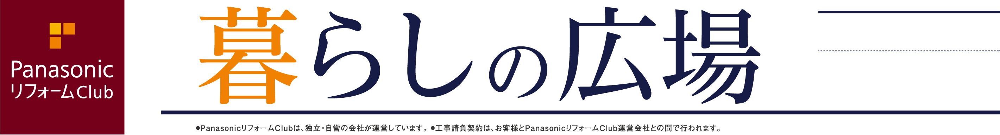 Panasonic
リフォームClub
暮らしの広場
●PanasonicリフォームClubは、独立・自営の会社が運営しています。●工事請負契約は、お客様とPanasonicリフォームClub運営会社との間で行われます。